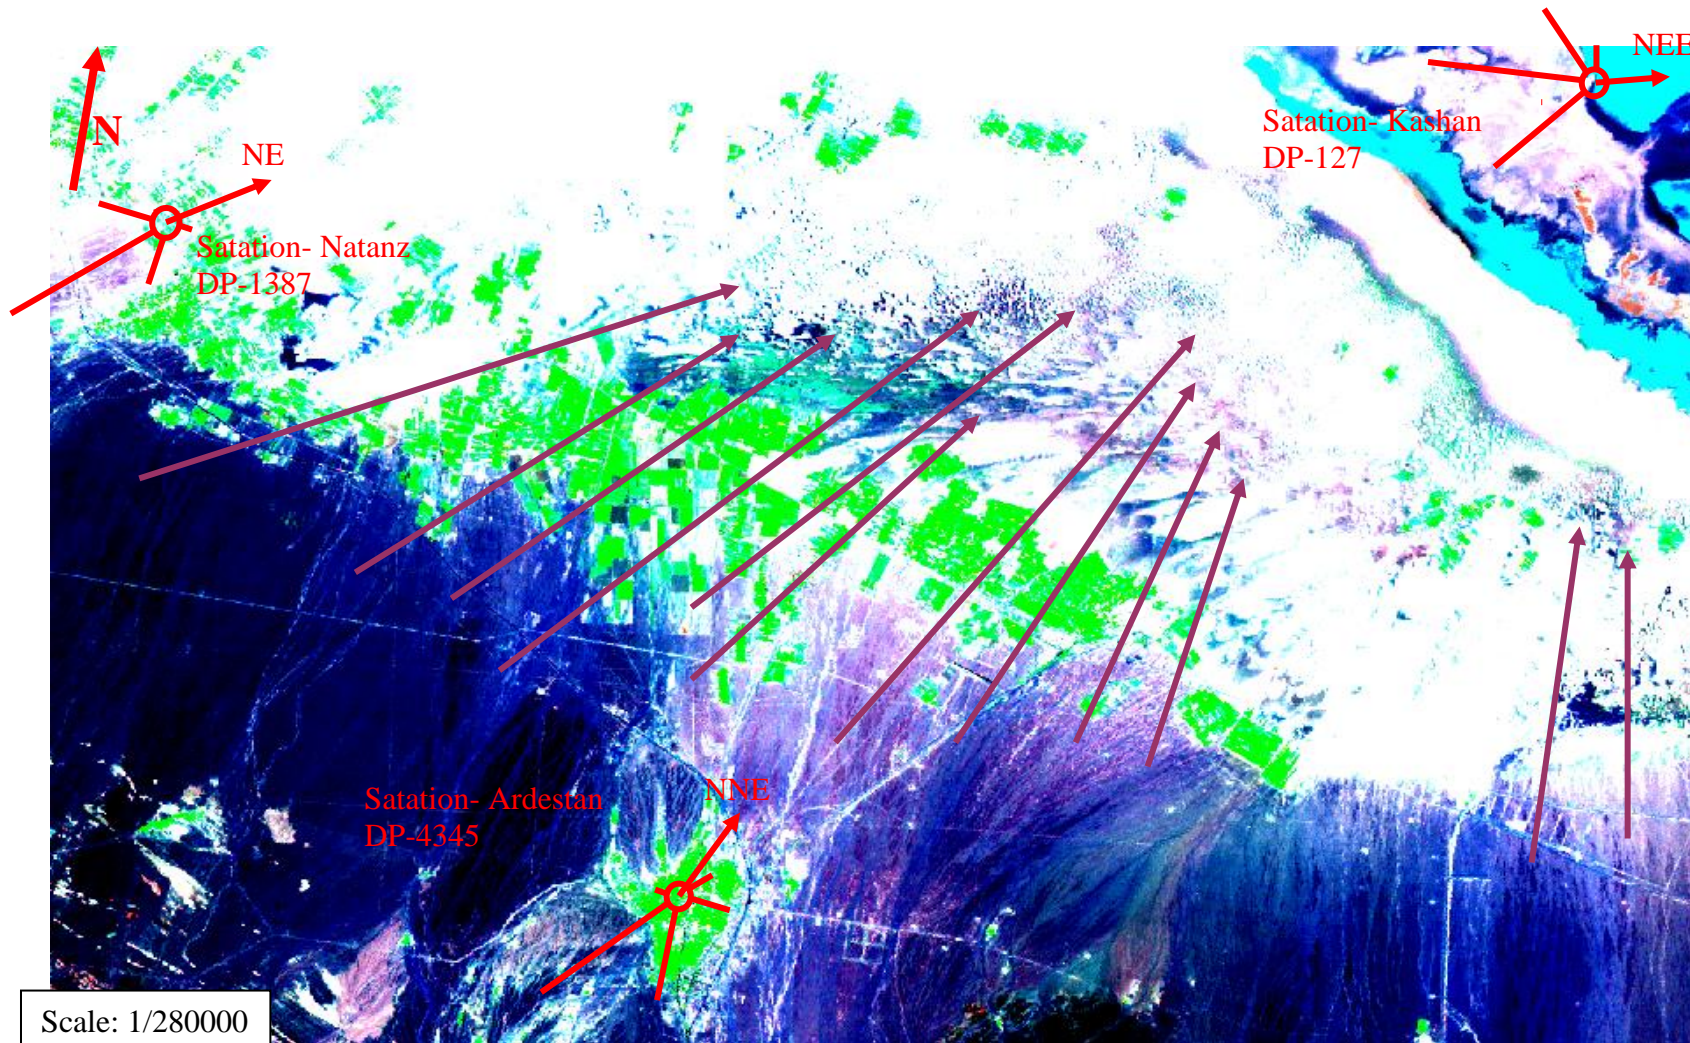 NEE
N
Satation- Kashan
DP-127
NE
Satation- Natanz
DP-1387
Satation- Ardestan
DP-4345
NNE
Scale: 1/280000